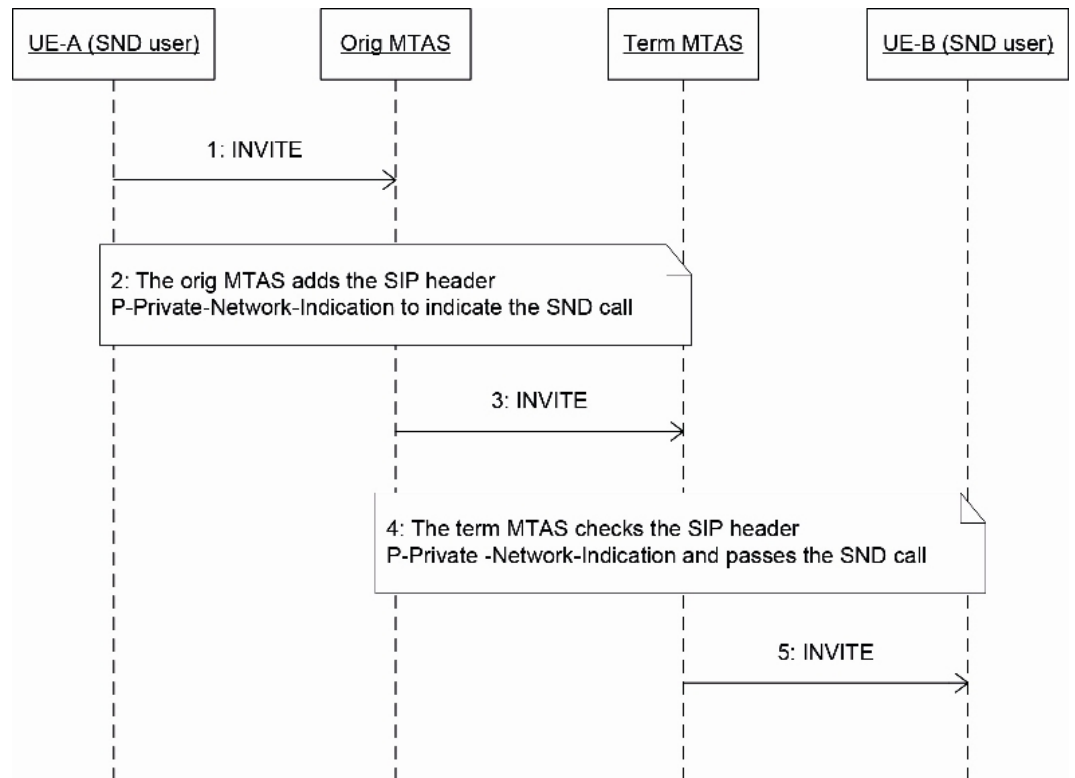 UE-A (SND user)
Orig MTAS
Term MTAS
UE-B (SND user)
1: INVITE
2: The orig MTAS adds the SIP header
P-Private-Network-Indication to indicate the SND call
3: INVITE
4: The term MTAS checks the SIP header
P-Private -Network-Indication and passes the SND call
5: INVITE